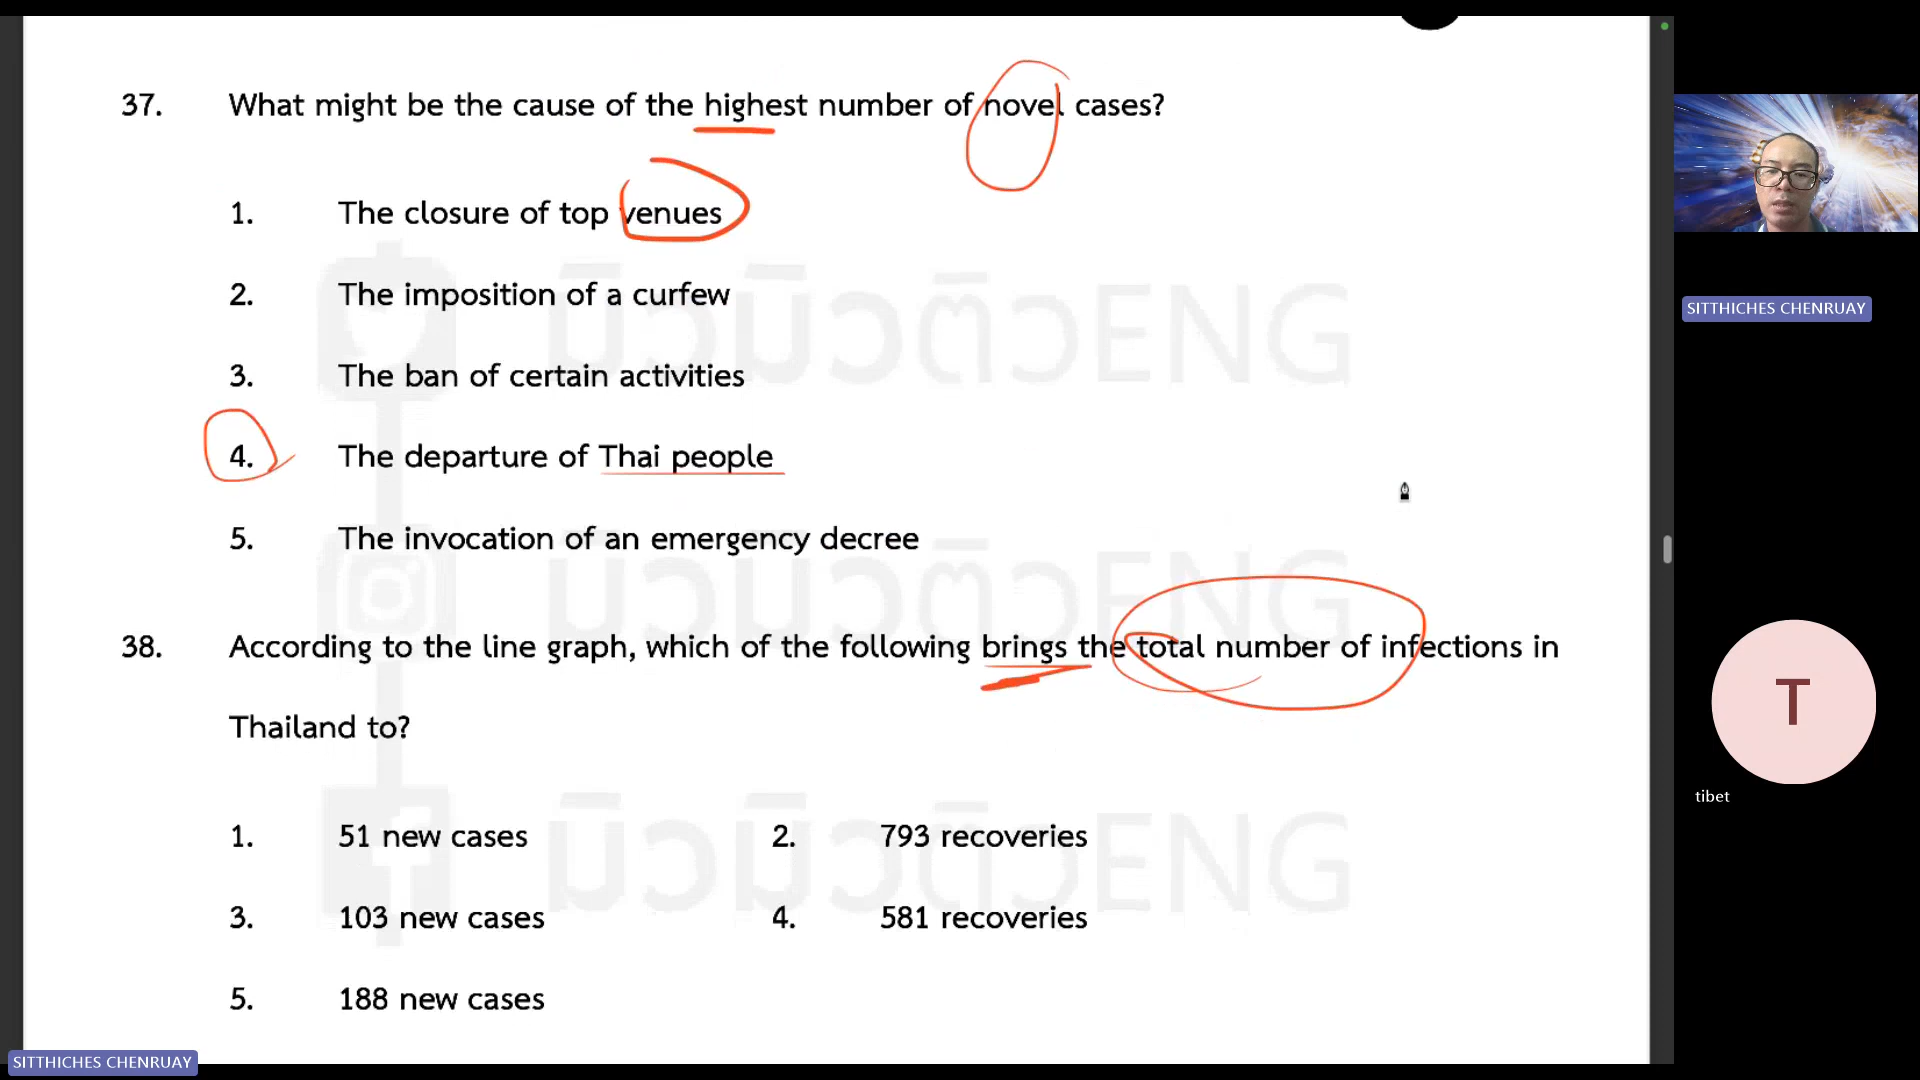 37. What might be the cause of the highest number of novel cases?
1. The closure of top venues
2. The imposition of a curfew
3. The ban of certain activities
4. The departure of Thai people
5. The invocation of an emergency decree
38. According to the line graph, which of the following brings the total number of infections in
Thailand to?
1. 51 new cases 2. 793 recoveries
3. 103 new cases 4. 581 recoveries
5. 188 new cases
SITTHICHES CHENRUAY
SITTHICHES CHENRUAY
T
tibet